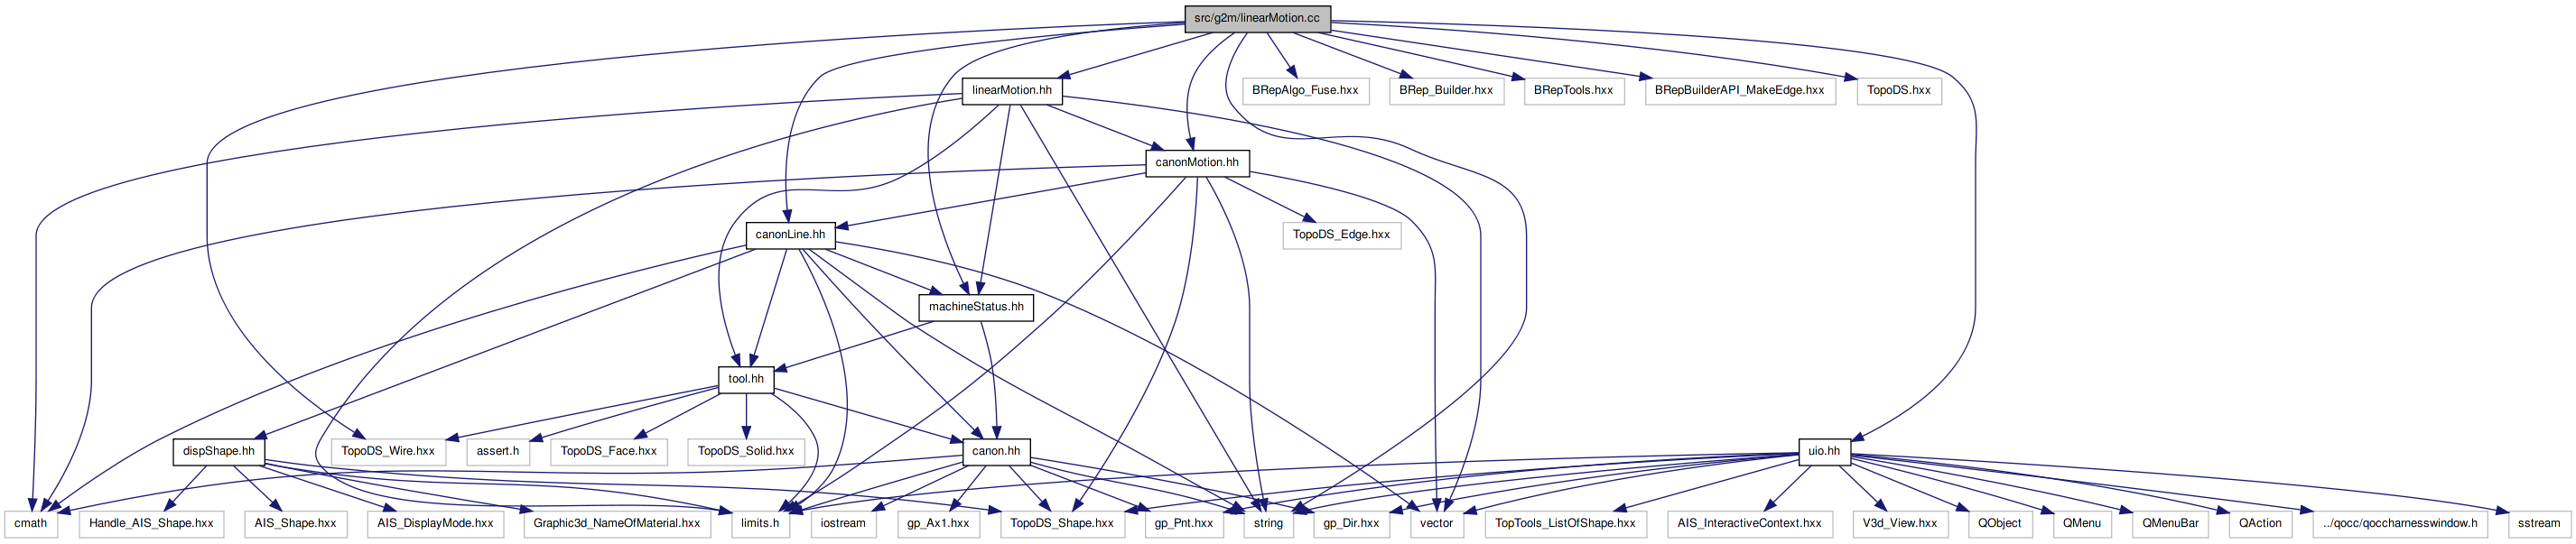 src/g2m/linearMotion.cc
linearMotion.hh
BRepAlgo_Fuse.hxx
BRep_Builder.hxx
BRepTools.hxx
BRepBuilderAPI_MakeEdge.hxx
TopoDS.hxx
canonMotion.hh
canonLine.hh
TopoDS_Edge.hxx
machineStatus.hh
tool.hh
dispShape.hh
TopoDS_Wire.hxx
assert.h
TopoDS_Face.hxx
TopoDS_Solid.hxx
canon.hh
uio.hh
cmath
Handle_AIS_Shape.hxx
AIS_Shape.hxx
AIS_DisplayMode.hxx
Graphic3d_NameOfMaterial.hxx
limits.h
iostream
gp_Ax1.hxx
TopoDS_Shape.hxx
gp_Pnt.hxx
string
gp_Dir.hxx
vector
TopTools_ListOfShape.hxx
AIS_InteractiveContext.hxx
V3d_View.hxx
QObject
QMenu
QMenuBar
QAction
../qocc/qoccharnesswindow.h
sstream